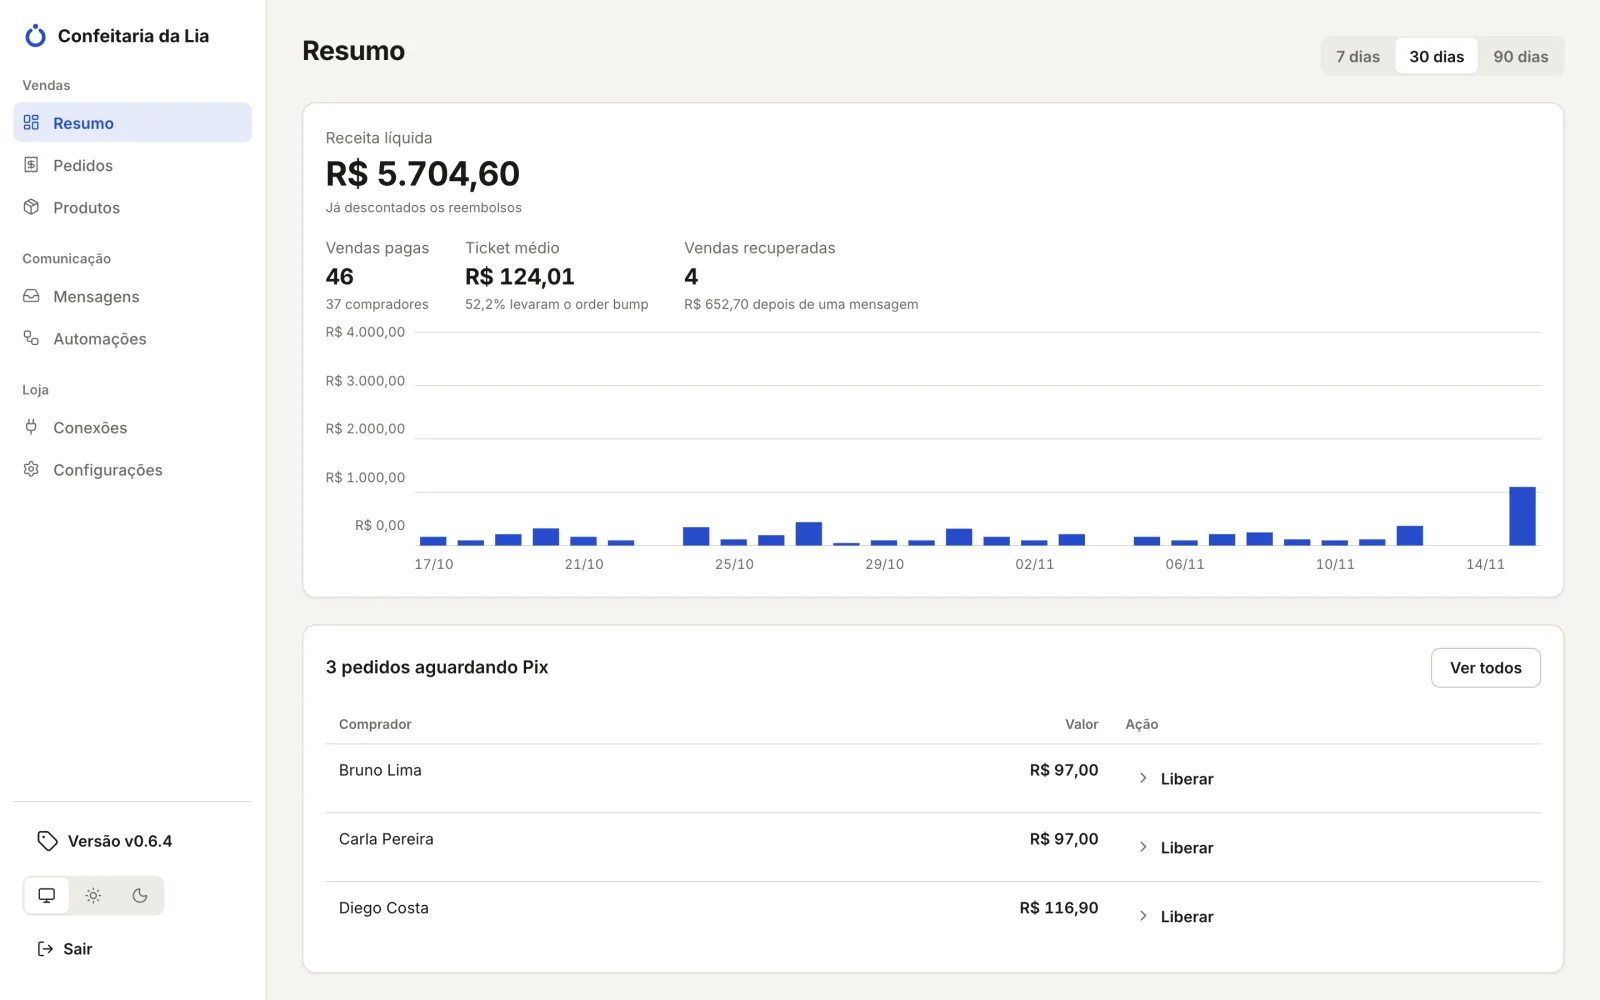 Confeitaria da Lia
Vendas
Resumo
Pedidos
Produtos
Comunicação
Mensagens
Automações
Loja
Conexões
Configurações
Versão v0.6.4
Sair
Resumo
7 dias 30 dias 90 dias
Receita líquida
R$ 5.704,60
Já descontados os reembolsos
Vendas pagas Ticket médio Vendas recuperadas
46 R$ 124,01 4
37 compradores 52,2% levaram o order bump R$ 652,70 depois de uma mensagem
R$ 4.000,00
R$ 3.000,00
R$ 2.000,00
R$ 1.000,00
R$ 0,00
17/10 21/10 25/10 29/10 02/11 06/11 10/11 14/11
3 pedidos aguardando Pix
Ver todos
Comprador Valor Ação
Bruno Lima R$ 97,00 Liberar
Carla Pereira R$ 97,00 Liberar
Diego Costa R$ 116,90 Liberar